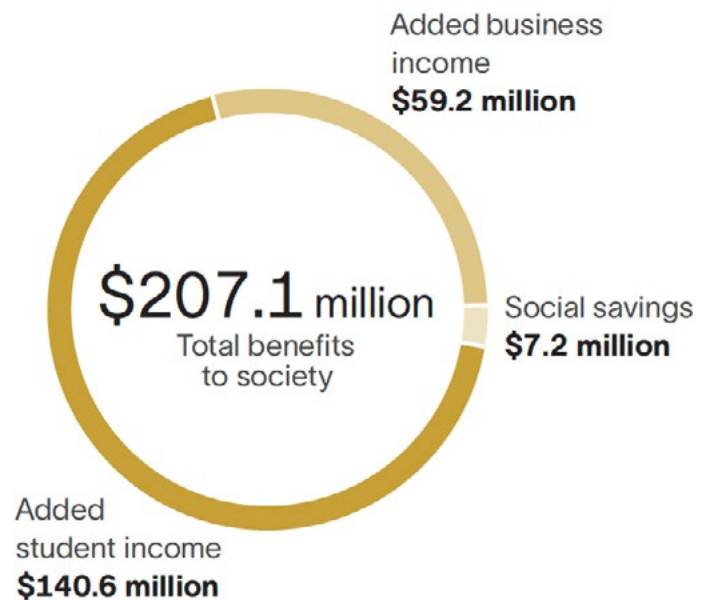 Added business
income
$59.2 million
$207.1 million
Total benefits
to society
Social savings
$7.2 million
Added
student income
$140.6 million